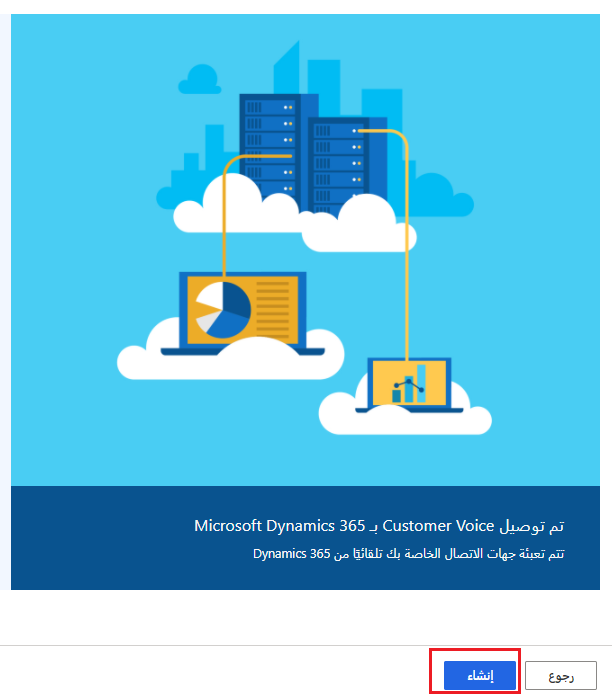 تم توصيل Customer Voice بـ Microsoft Dynamics 365
تتم تعبئة جهات الاتصال الخاصة بك تلقائيًا من Dynamics 365
رجوع
إنشاء